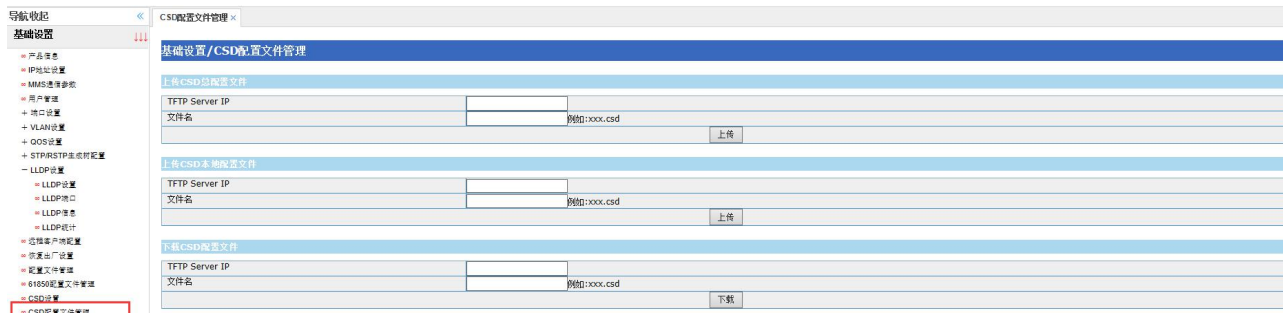 导航收起 «
CSD配置文件管理 ×
基础设置 ↓↓↓
产品信息
IP地址设置
MMS通信参数
用户管理
+ 端口设置
+ VLAN设置
+ QOS设置
+ STP/RSTP生成树配置
− LLDP设置
LLDP设置
LLDP端口
LLDP信息
LLDP统计
远程客户端配置
恢复出厂设置
配置文件管理
61850配置文件管理
CSD设置
CSD配置文件管理
基础设置/CSD配置文件管理
上传CSD总配置文件
TFTP Server IP
文件名 例如:xxx.csd
上传
上传CSD本地配置文件
TFTP Server IP
文件名 例如:xxx.csd
上传
下载CSD配置文件
TFTP Server IP
文件名 例如:xxx.csd
下载